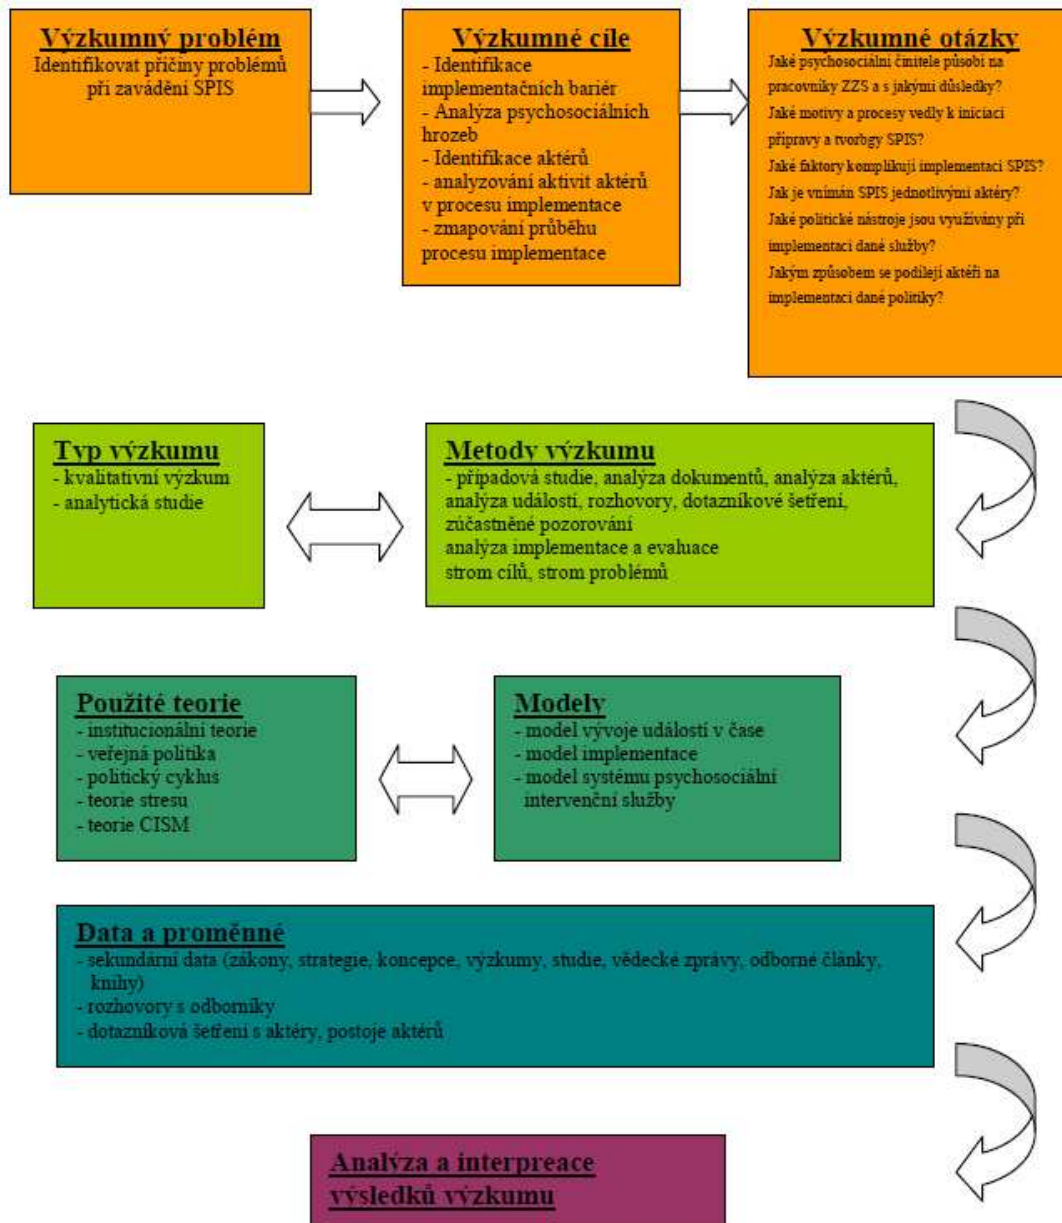 Výzkumný problém
Identifikovat příčiny problémů
při zavádění SPIS
Výzkumné cíle
- Identifikace
implementačních bariér
- Analýza psychosociálních
hrozeb
- Identifikace aktérů
- analyzování aktivit aktérů
v procesu implementace
- zmapování průběhu
procesu implementace
Výzkumné otázky
Jaké psychosociální činitele působí na
pracovníky ZZS a s jakými důsledky?
Jaké motivy a procesy vedly k iniciaci
přípravy a tvorbgy SPIS?
Jaké faktory komplikují implementaci SPIS?
Jak je vnímán SPIS jednotlivými aktéry?
Jaké politické nástroje jsou využívány při
implementaci dané služby?
Jakým způsobem se podílejí aktéři na
implementaci dané politiky?
Typ výzkumu
- kvalitativní výzkum
- analytická studie
Metody výzkumu
- případová studie, analýza dokumentů, analýza aktérů,
analýza událostí, rozhovory, dotazníkové šetření,
zúčastněné pozorování
analýza implementace a evaluace
strom cílů, strom problémů
Použité teorie
- institucionální teorie
- veřejná politika
- politický cyklus
- teorie stresu
- teorie CISM
Modely
- model vývoje událostí v čase
- model implementace
- model systému psychosociální
intervenční služby
Data a proměnné
- sekundární data (zákony, strategie, koncepce, výzkumy, studie, vědecké zprávy, odborné články,
knihy)
- rozhovory s odborníky
- dotazníková šetření s aktéry, postoje aktérů
Analýza a interpreace
výsledků výzkumu